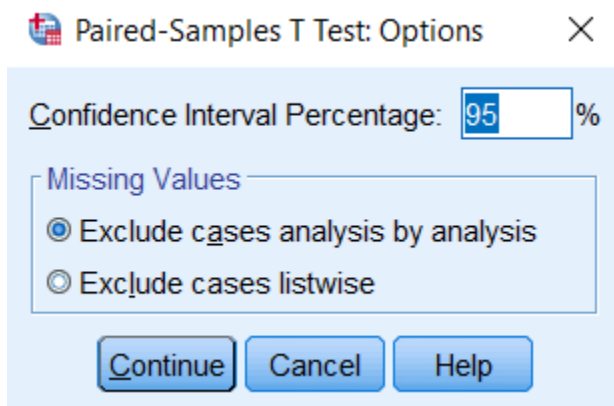 Paired-Samples T Test: Options
Confidence Interval Percentage: 95 %
Missing Values
Exclude cases analysis by analysis
Exclude cases listwise
Continue Cancel Help